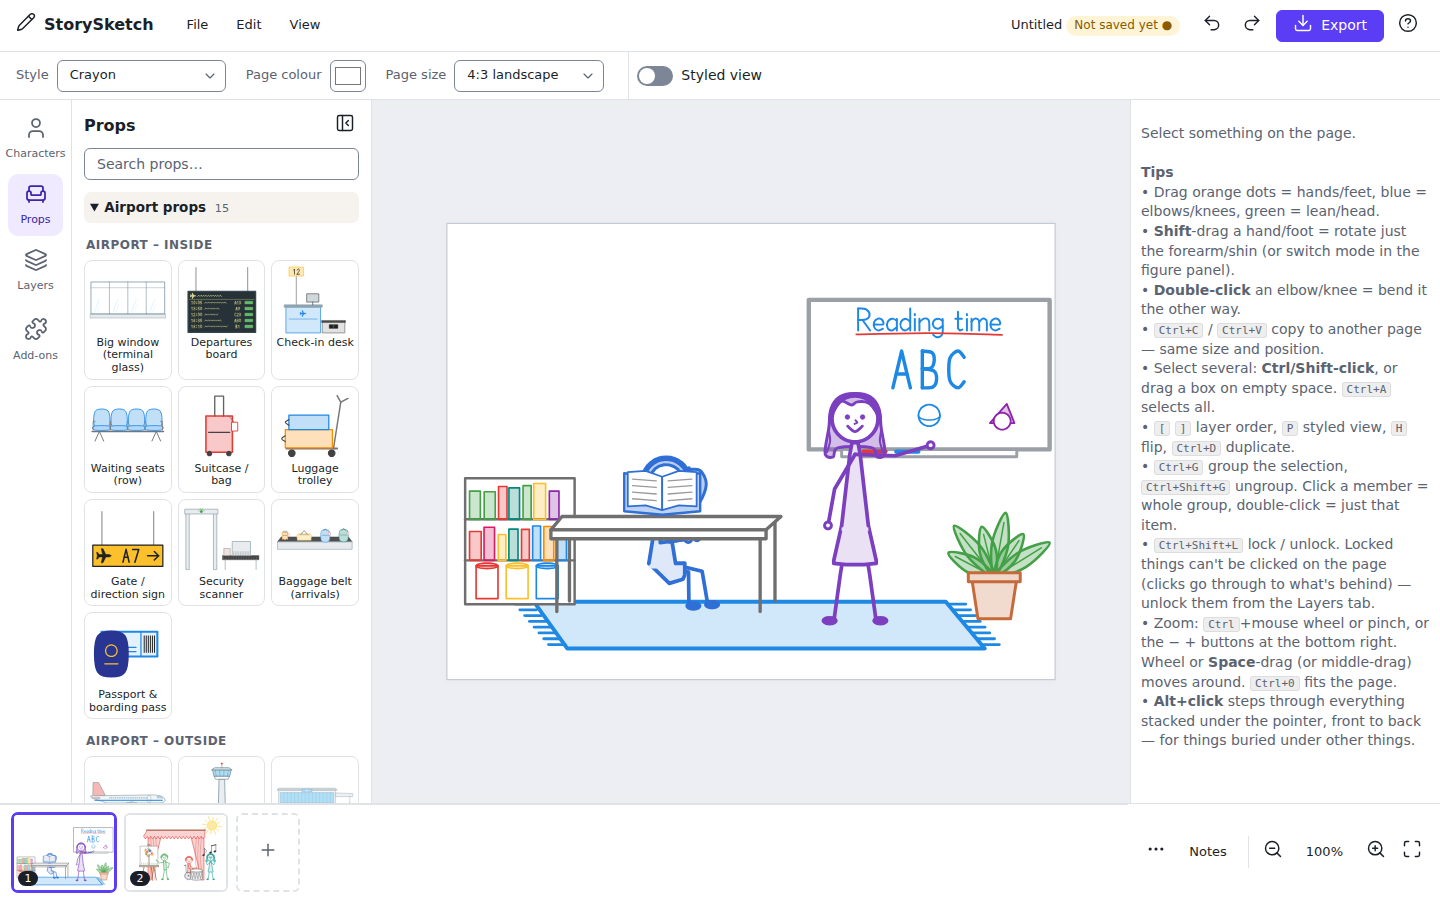 StorySketch
File
Edit
View
Untitled
Not saved yet
Export
Style
Crayon
Page colour
Page size
4:3 landscape
Styled view
Characters
Props
Layers
Add-ons
Props
Search props…
Airport props 15
AIRPORT – INSIDE
Big window
(terminal
glass)
Departures
board
12
Check-in desk
Waiting seats
(row)
Suitcase /
bag
Luggage
trolley
A7
Gate /
direction sign
Security
scanner
Baggage belt
(arrivals)
Passport &
boarding pass
AIRPORT – OUTSIDE
Reading time
ABC
Select something on the page.
Tips
• Drag orange dots = hands/feet, blue =
elbows/knees, green = lean/head.
• Shift-drag a hand/foot = rotate just
the forearm/shin (or switch mode in the
figure panel).
• Double-click an elbow/knee = bend it
the other way.
• Ctrl+C / Ctrl+V copy to another page
— same size and position.
• Select several: Ctrl/Shift-click, or
drag a box on empty space. Ctrl+A
selects all.
• [ ] layer order, P styled view, H
flip, Ctrl+D duplicate.
• Ctrl+G group the selection,
Ctrl+Shift+G ungroup. Click a member =
whole group, double-click = just that
item.
• Ctrl+Shift+L lock / unlock. Locked
things can't be clicked on the page
(clicks go through to what's behind) —
unlock them from the Layers tab.
• Zoom: Ctrl+mouse wheel or pinch, or
the − + buttons at the bottom right.
Wheel or Space-drag (or middle-drag)
moves around. Ctrl+0 fits the page.
• Alt+click steps through everything
stacked under the pointer, front to back
— for things buried under other things.
Reading time
ABC
1
2
Notes
100%